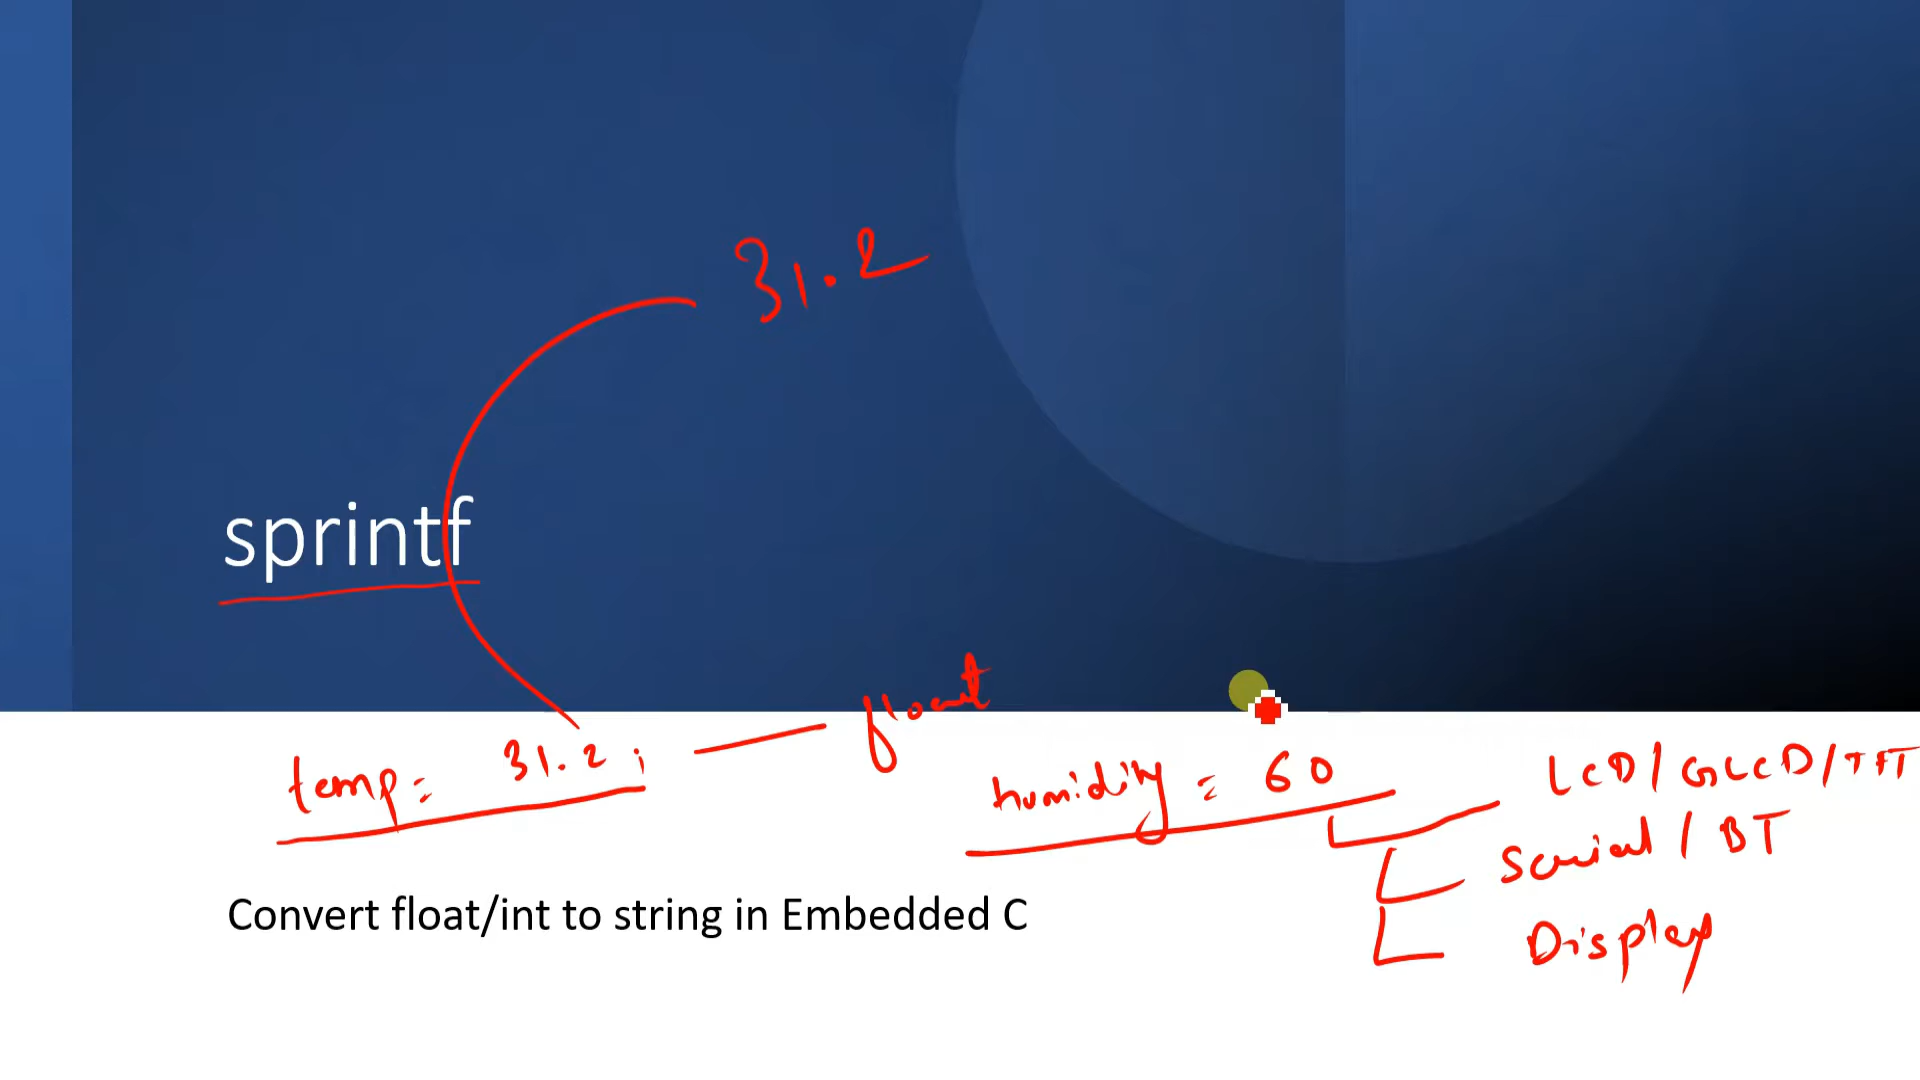 31.2
sprintf
float
temp = 31.2 ;
humidity = 60
LCD/GLCD/TFT
Serial / BT
Display
Convert float/int to string in Embedded C